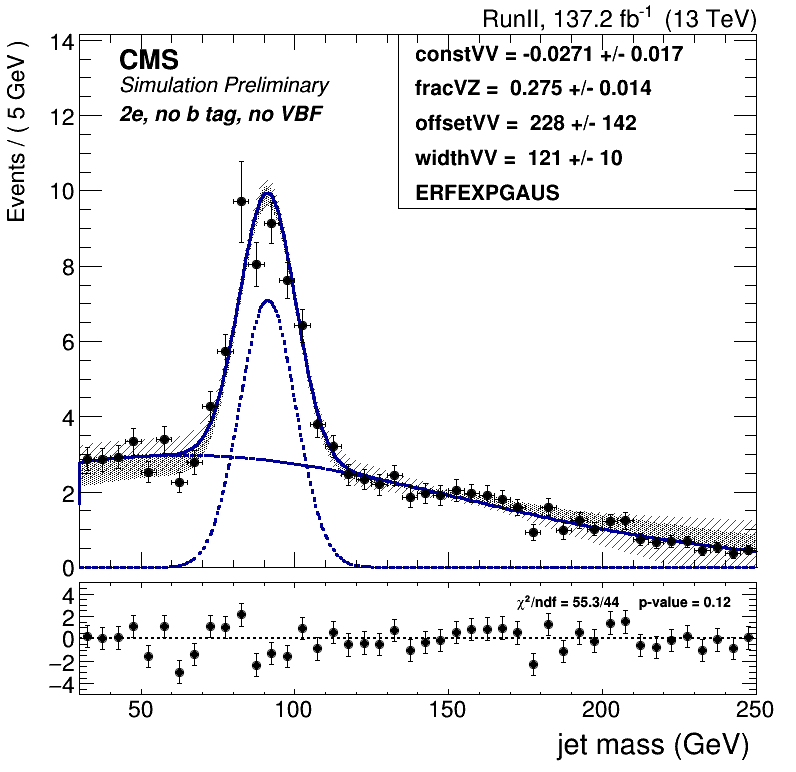 RunII, 137.2 fb-1 (13 TeV)
CMS
Simulation Preliminary
2e, no b tag, no VBF
constVV = -0.0271 +/- 0.017
fracVZ = 0.275 +/- 0.014
offsetVV = 228 +/- 142
widthVV = 121 +/- 10
ERFEXPGAUS
Events / ( 5 GeV )
14
12
10
8
6
4
2
0
χ²/ndf = 55.3/44 p-value = 0.12
4
2
0
−2
−4
50 100 150 200 250
jet mass (GeV)